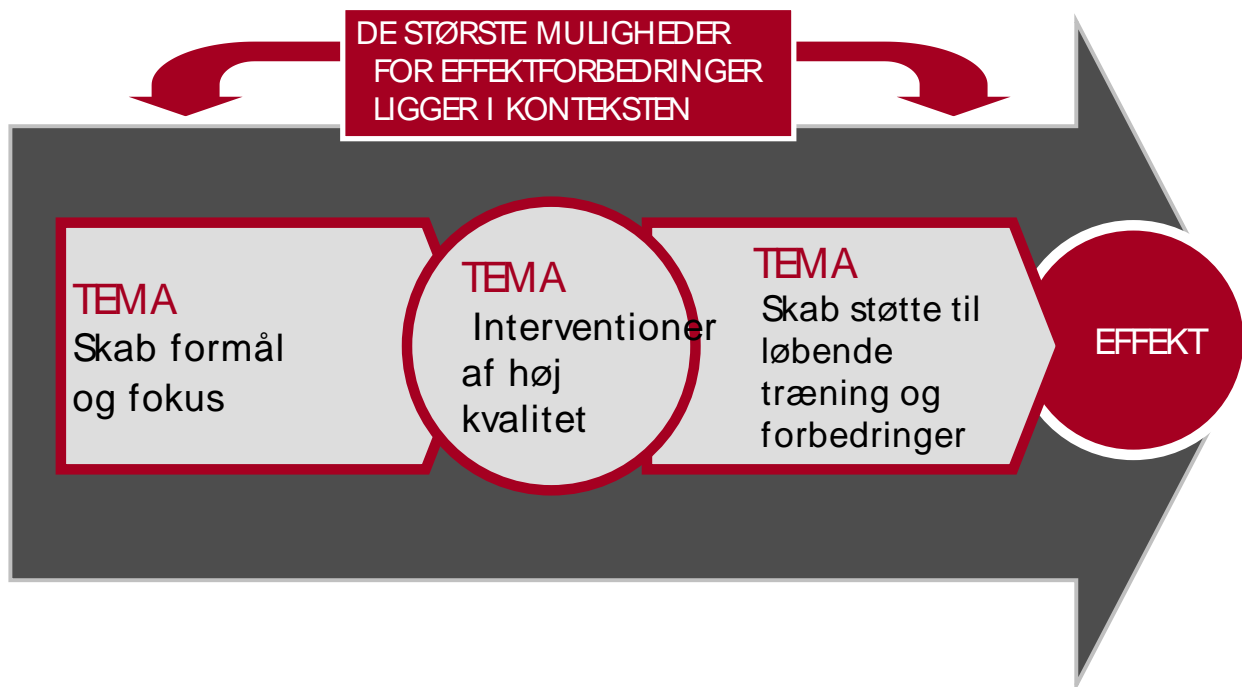 DE STØRSTE MULIGHEDER
FOR EFFEKTFORBEDRINGER
LIGGER I KONTEKSTEN
TEMA
Skab formål
og fokus
TEMA
Interventioner
af høj
kvalitet
TEMA
Skab støtte til
løbende
træning og
forbedringer
EFFEKT